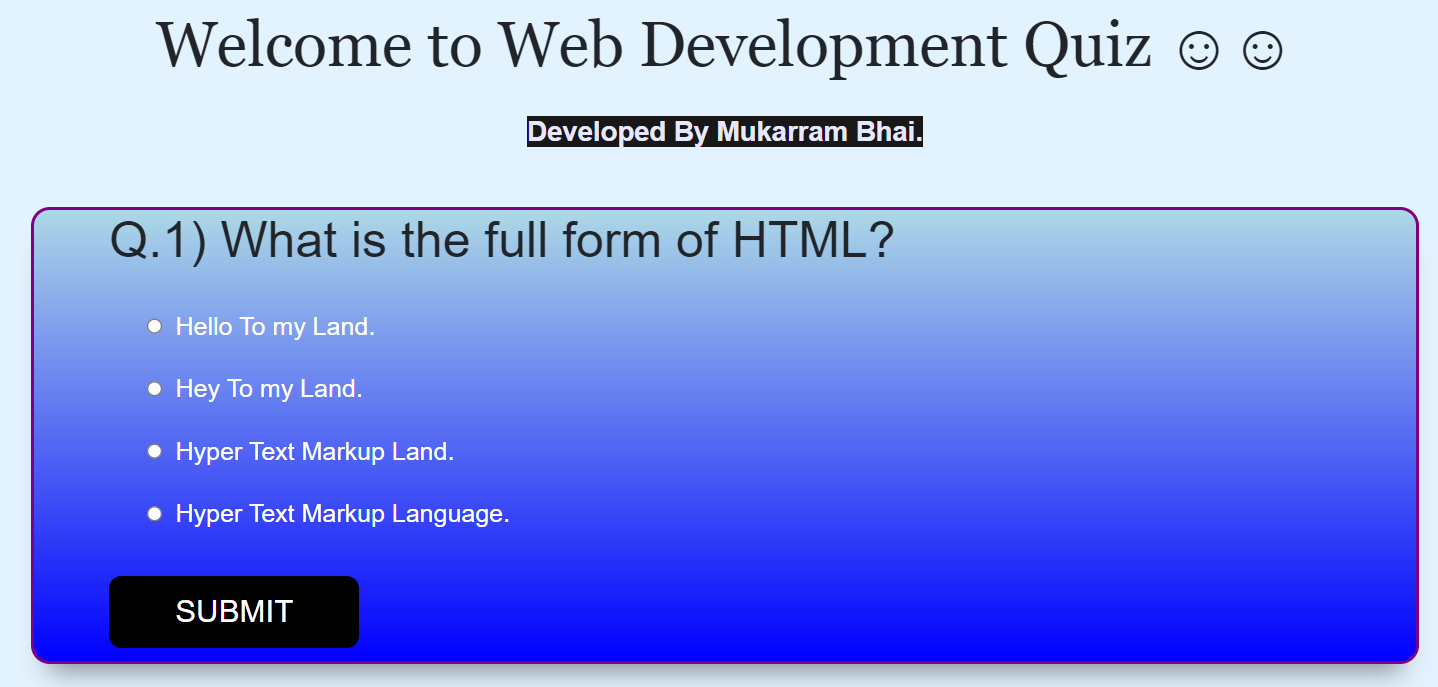 Welcome to Web Development Quiz ☺☺
Developed By Mukarram Bhai.
Q.1) What is the full form of HTML?
Hello To my Land.
Hey To my Land.
Hyper Text Markup Land.
Hyper Text Markup Language.
SUBMIT